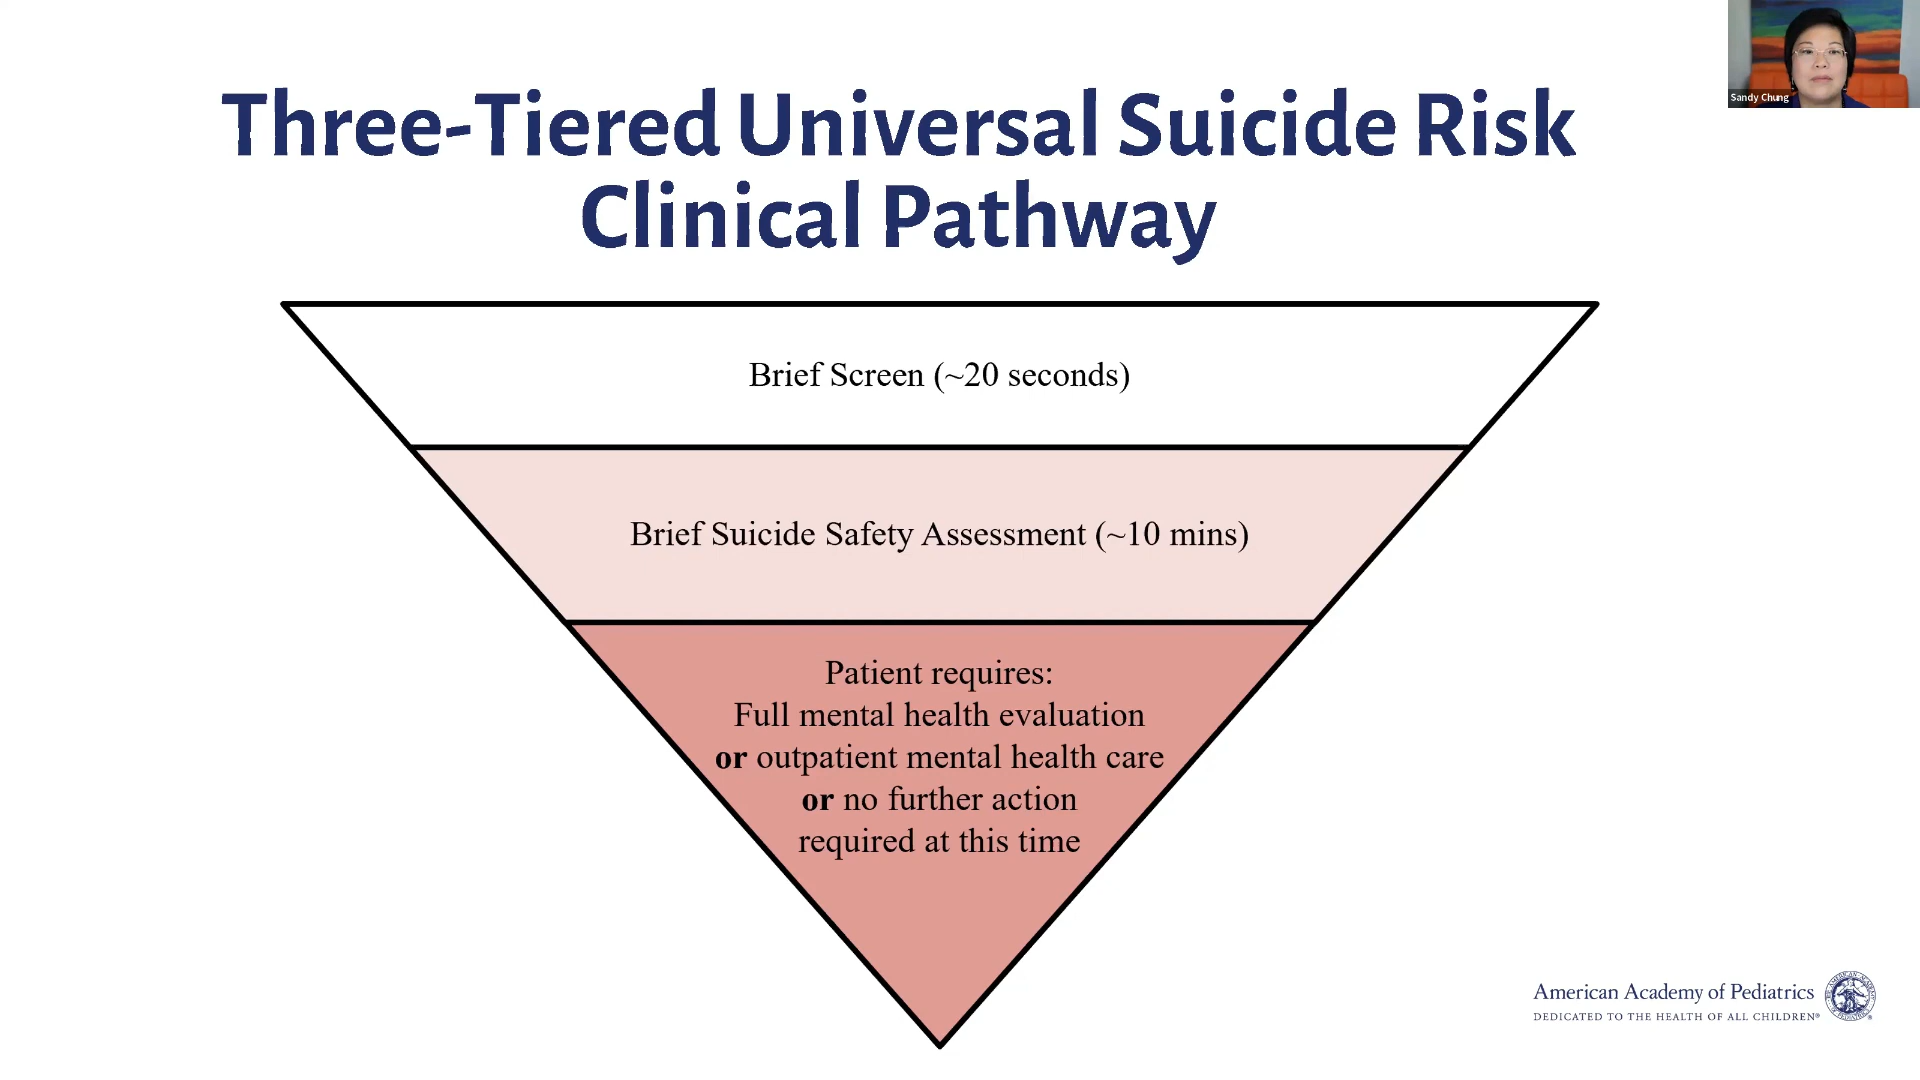 Three-Tiered Universal Suicide Risk
Clinical Pathway
Sandy Chung
Brief Screen (~20 seconds)
Brief Suicide Safety Assessment (~10 mins)
Patient requires:
Full mental health evaluation
or outpatient mental health care
or no further action
required at this time
American Academy of Pediatrics
DEDICATED TO THE HEALTH OF ALL CHILDREN®